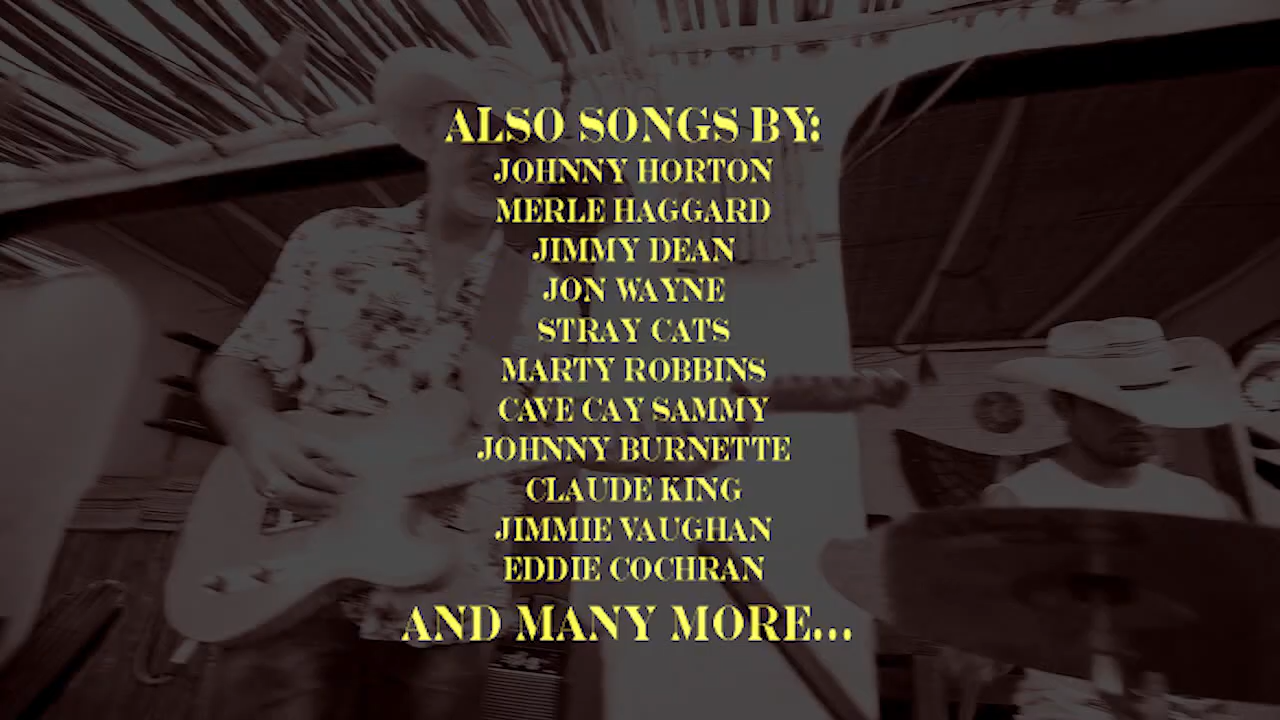 ALSO SONGS BY:
JOHNNY HORTON
MERLE HAGGARD
JIMMY DEAN
JON WAYNE
STRAY CATS
MARTY ROBBINS
CAVE CAY SAMMY
JOHNNY BURNETTE
CLAUDE KING
JIMMIE VAUGHAN
EDDIE COCHRAN
AND MANY MORE...